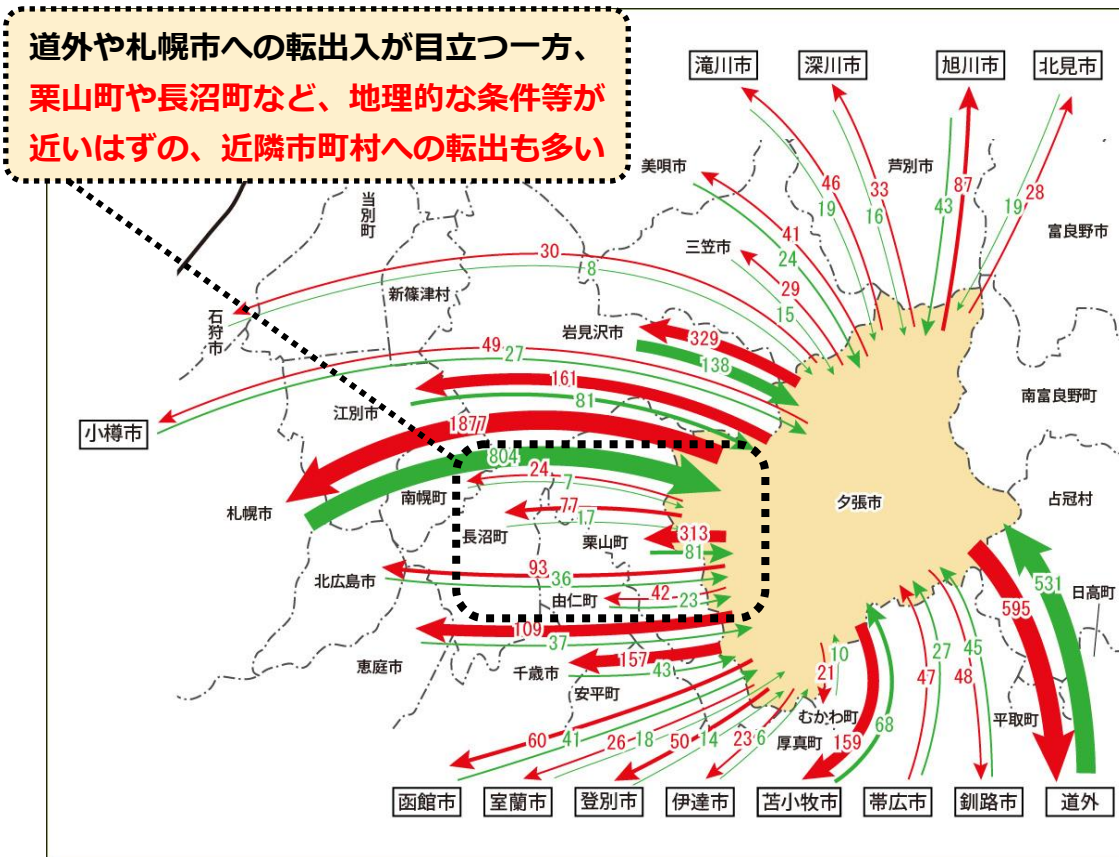 道外や札幌市への転出入が目立つ一方、
栗山町や長沼町など、地理的な条件等が
近いはずの、近隣市町村への転出も多い
滝川市
深川市
旭川市
北見市
美唄市
芦別市
富良野市
当別町
三笠市
新篠津村
石狩市
岩見沢市
南富良野町
江別市
小樽市
札幌市
南幌町
長沼町
栗山町
夕張市
占冠村
北広島市
由仁町
日高町
恵庭市
千歳市
安平町
むかわ町
厚真町
平取町
函館市
室蘭市
登別市
伊達市
苫小牧市
帯広市
釧路市
道外
46
19
33
16
43
87
19
28
41
24
29
15
30
8
329
138
49
27
161
81
1877
804
24
7
77
17
313
81
93
36
42
23
109
37
157
43
60
41
26
18
50
14
23
6
21
10
159
68
47
27
48
45
595
531